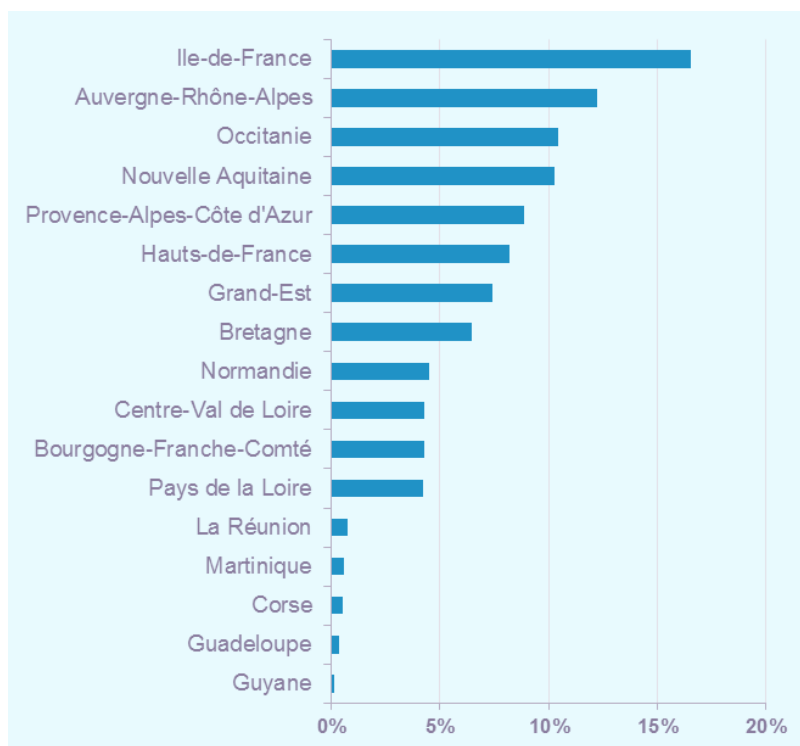 Ile-de-France
Auvergne-Rhône-Alpes
Occitanie
Nouvelle Aquitaine
Provence-Alpes-Côte d'Azur
Hauts-de-France
Grand-Est
Bretagne
Normandie
Centre-Val de Loire
Bourgogne-Franche-Comté
Pays de la Loire
La Réunion
Martinique
Corse
Guadeloupe
Guyane
0% 5% 10% 15% 20%